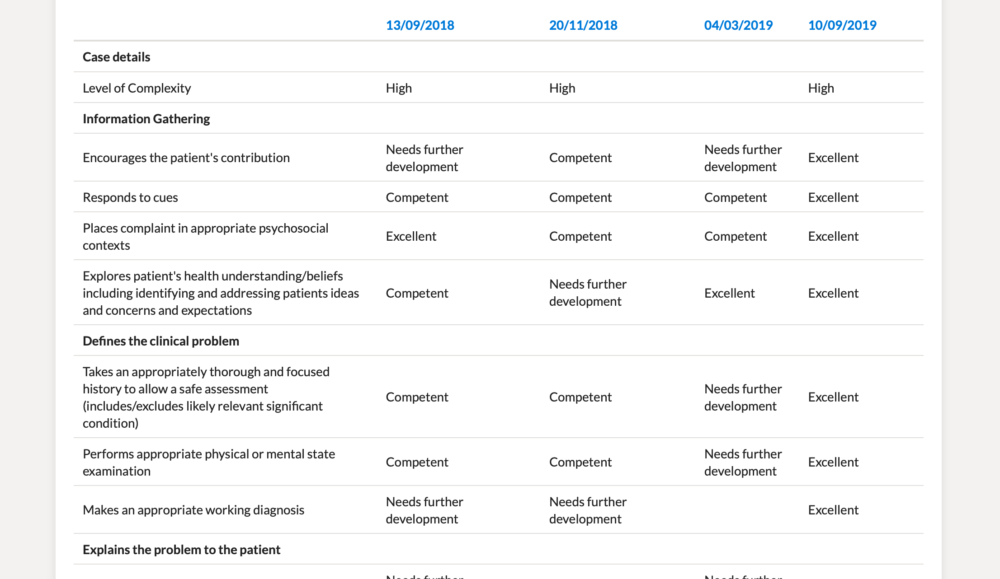 13/09/2018 20/11/2018 04/03/2019 10/09/2019
Case details
Level of Complexity High High High
Information Gathering
Encourages the patient's contribution Needs further development Competent Needs further development Excellent
Responds to cues Competent Competent Competent Excellent
Places complaint in appropriate psychosocial
contexts Excellent Competent Competent Excellent
Explores patient's health understanding/beliefs
including identifying and addressing patients ideas
and concerns and expectations Competent Needs further development Excellent Excellent
Defines the clinical problem
Takes an appropriately thorough and focused
history to allow a safe assessment
(includes/excludes likely relevant significant
condition) Competent Competent Needs further development Excellent
Performs appropriate physical or mental state
examination Competent Competent Needs further development Excellent
Makes an appropriate working diagnosis Needs further development Needs further development Excellent
Explains the problem to the patient
Needs further Needs further